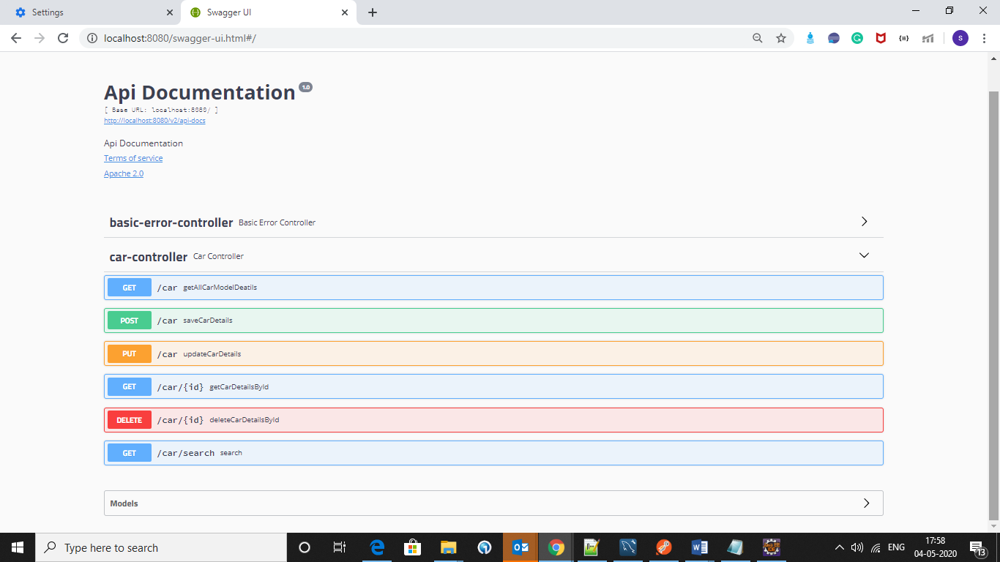 Settings
Swagger UI
localhost:8080/swagger-ui.html#/
S
Api Documentation 1.0
[ Base URL: localhost:8080/ ]
http://localhost:8080/v2/api-docs
Api Documentation
Terms of service
Apache 2.0
basic-error-controller Basic Error Controller
car-controller Car Controller
GET /car getAllCarModelDeatils
POST /car saveCarDetails
PUT /car updateCarDetails
GET /car/{id} getCarDetailsById
DELETE /car/{id} deleteCarDetailsById
GET /car/search search
Models
Type here to search
ENG
17:58
04-05-2020
13